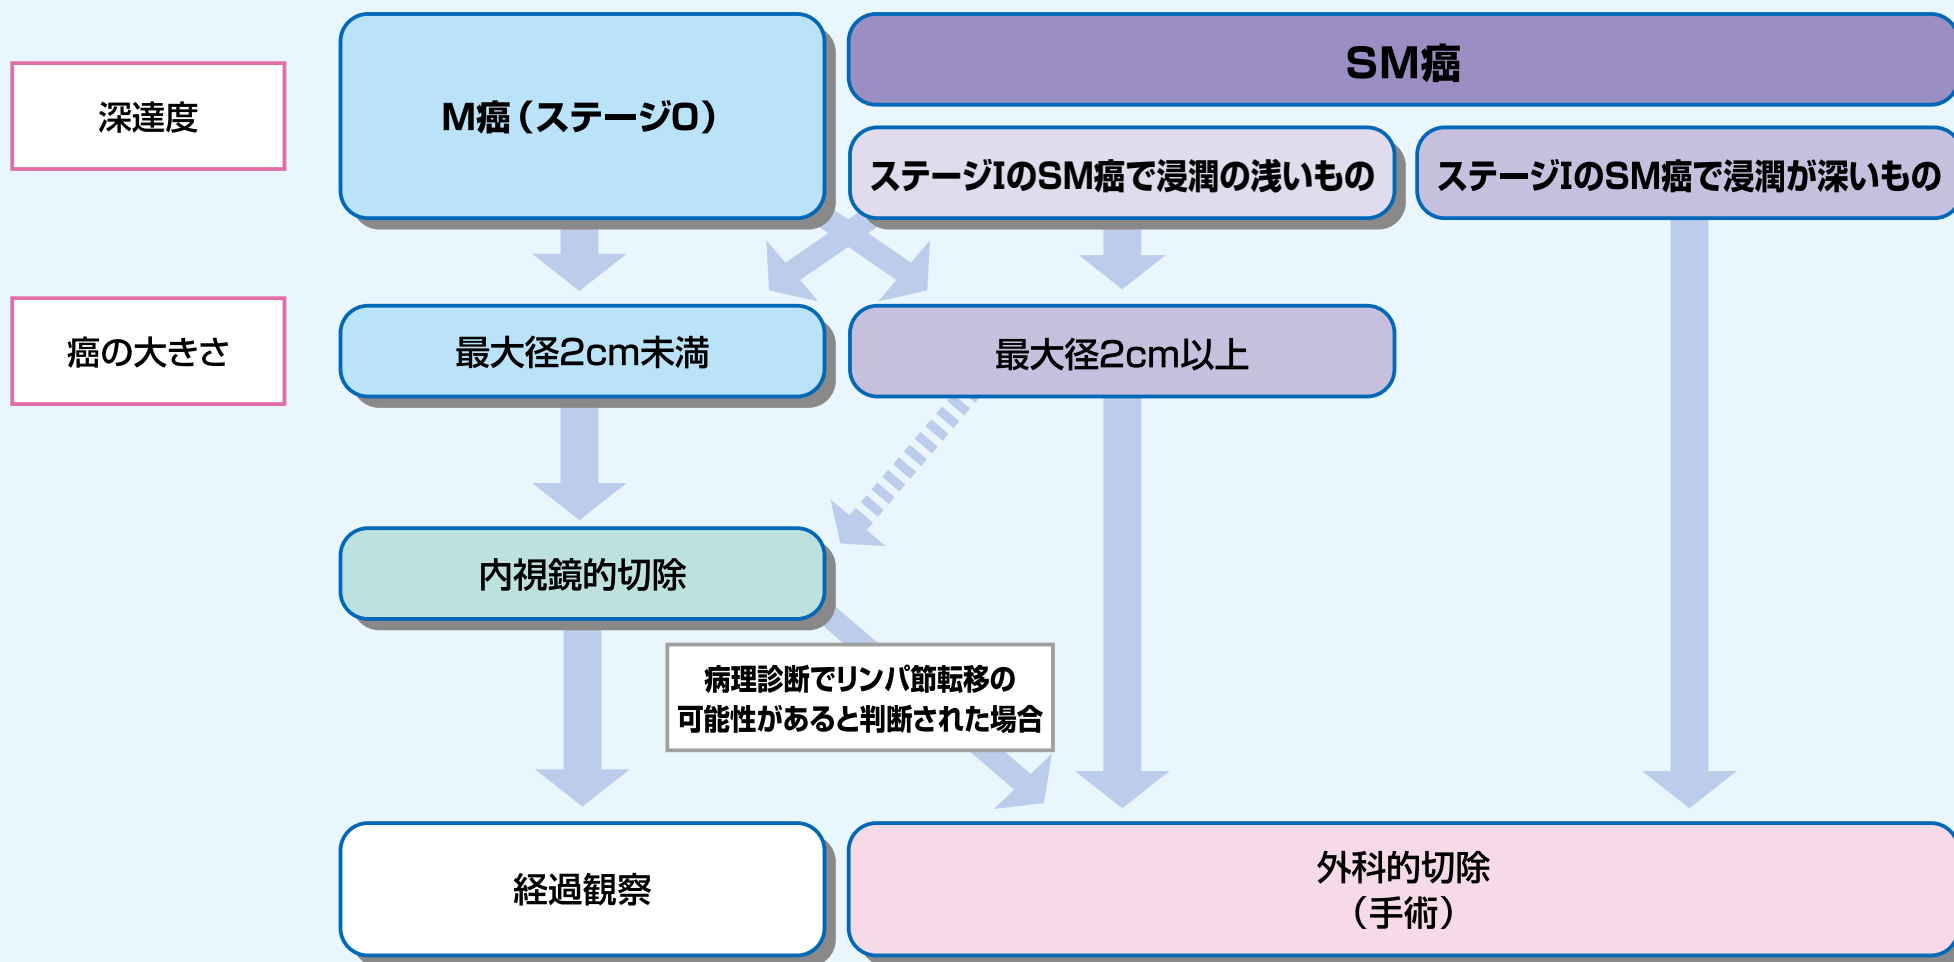 深達度
M癌（ステージ0）
SM癌
ステージIのSM癌で浸潤の浅いもの
ステージIのSM癌で浸潤が深いもの
癌の大きさ
最大径2cm未満
最大径2cm以上
内視鏡的切除
病理診断でリンパ節転移の
可能性があると判断された場合
経過観察
外科的切除
（手術）